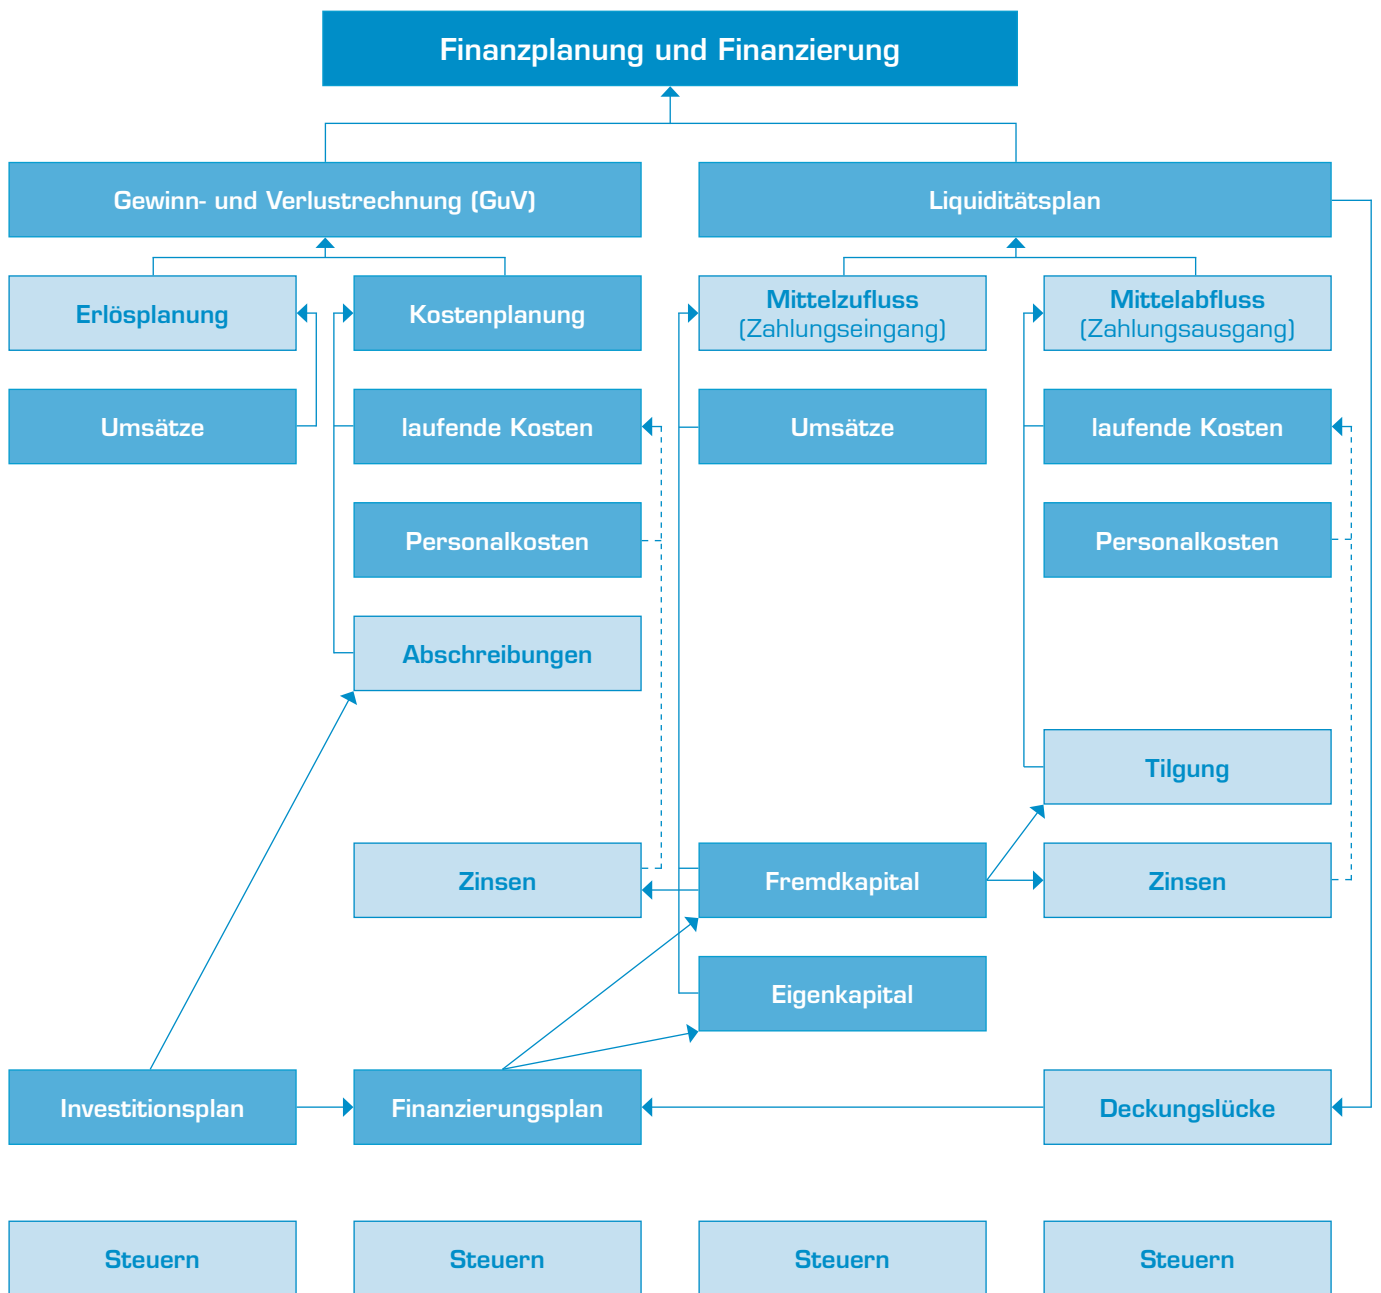 Finanzplanung und Finanzierung
Gewinn- und Verlustrechnung (GuV)
Liquiditätsplan
Erlösplanung
Kostenplanung
Mittelzufluss
(Zahlungseingang)
Mittelabfluss
(Zahlungsausgang)
Umsätze
laufende Kosten
Umsätze
laufende Kosten
Personalkosten
Personalkosten
Abschreibungen
Tilgung
Zinsen
Fremdkapital
Zinsen
Eigenkapital
Investitionsplan
Finanzierungsplan
Deckungslücke
Steuern
Steuern
Steuern
Steuern